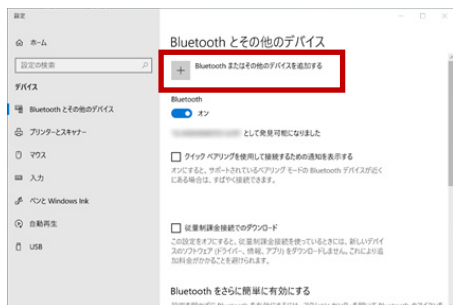 設定
ホーム
設定の検索
デバイス
Bluetooth とその他のデバイス
プリンターとスキャナー
マウス
入力
ペンと Windows Ink
自動再生
USB
Bluetooth とその他のデバイス
Bluetooth またはその他のデバイスを追加する
Bluetooth
オン
として発見可能になりました
クイック ペアリングを使用して接続するための通知を表示する
オンにすると、サポートされているペアリング モードの Bluetooth デバイスが近く
にある場合は、すばやく接続できます。
従量制課金接続でのダウンロード
この設定をオフにすると、従量制課金接続を使っているときには、新しいデバイ
スのソフトウェア (ドライバー、情報、アプリ) をダウンロードしません。これにより追
加料金がかかることを避けられます。
Bluetooth をさらに簡単に有効にする